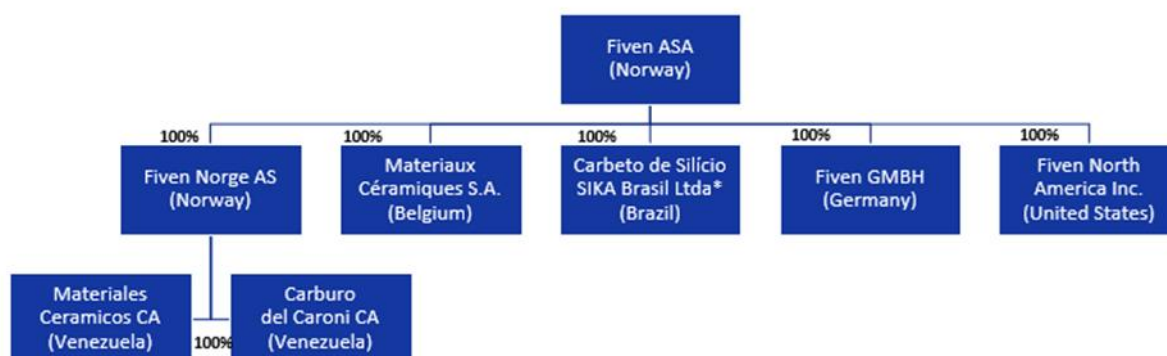 Fiven ASA
(Norway)
100%
100%
100%
100%
100%
Fiven Norge AS
(Norway)
Materiaux
Céramiques S.A.
(Belgium)
Carbeto de Silício
SIKA Brasil Ltda*
(Brazil)
Fiven GMBH
(Germany)
Fiven North
America Inc.
(United States)
Materiales
Ceramicos CA
(Venezuela)
100%
Carburo
del Caroni CA
(Venezuela)